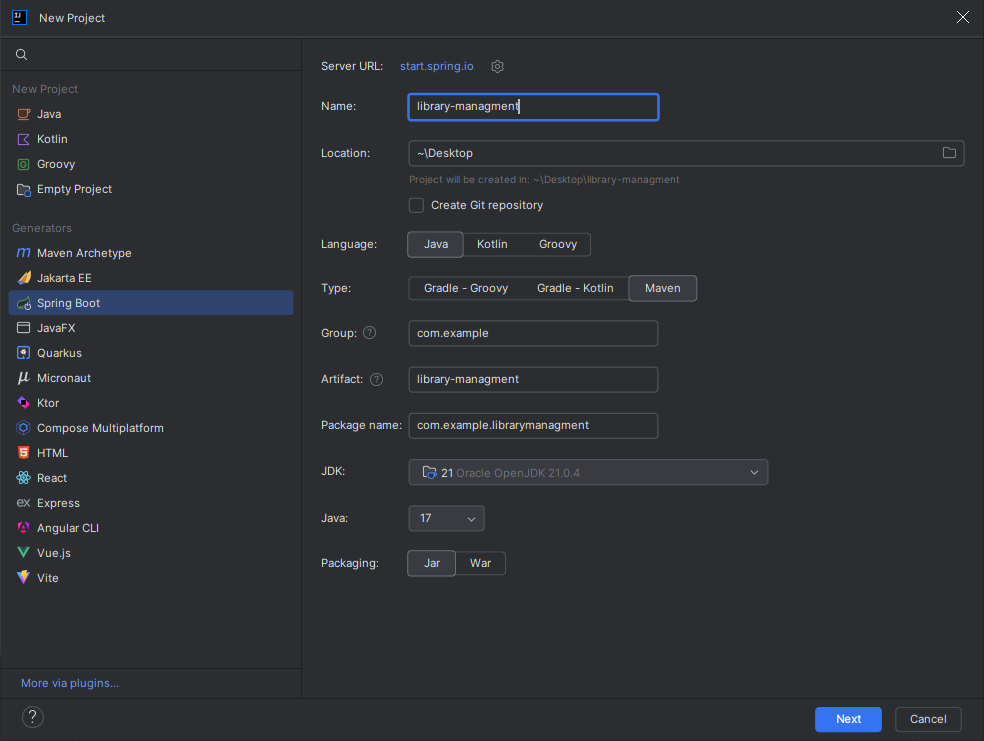 New Project
New Project
Java
Kotlin
Groovy
Empty Project
Generators
Maven Archetype
Jakarta EE
Spring Boot
JavaFX
Quarkus
Micronaut
Ktor
Compose Multiplatform
HTML
React
Express
Angular CLI
Vue.js
Vite
More via plugins...
Server URL: start.spring.io
Name: library-managment
Location: ~\Desktop
Project will be created in: ~\Desktop\library-managment
Create Git repository
Language: Java Kotlin Groovy
Type: Gradle - Groovy Gradle - Kotlin Maven
Group: ? com.example
Artifact: ? library-managment
Package name: com.example.librarymanagment
JDK: 21 Oracle OpenJDK 21.0.4
Java: 17
Packaging: Jar War
? Next Cancel